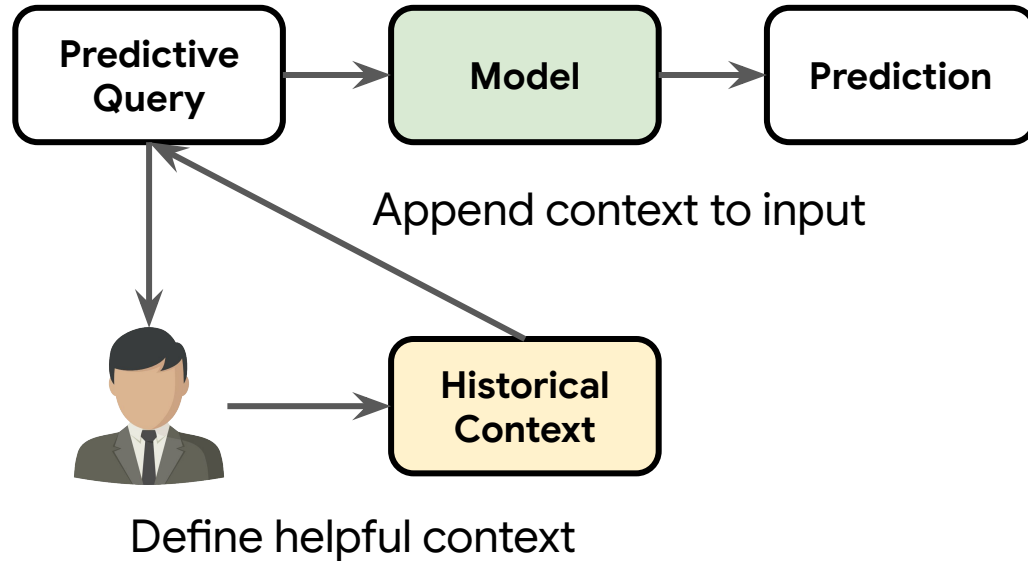 Predictive
Query
Model
Prediction
Append context to input
Historical
Context
Define helpful context